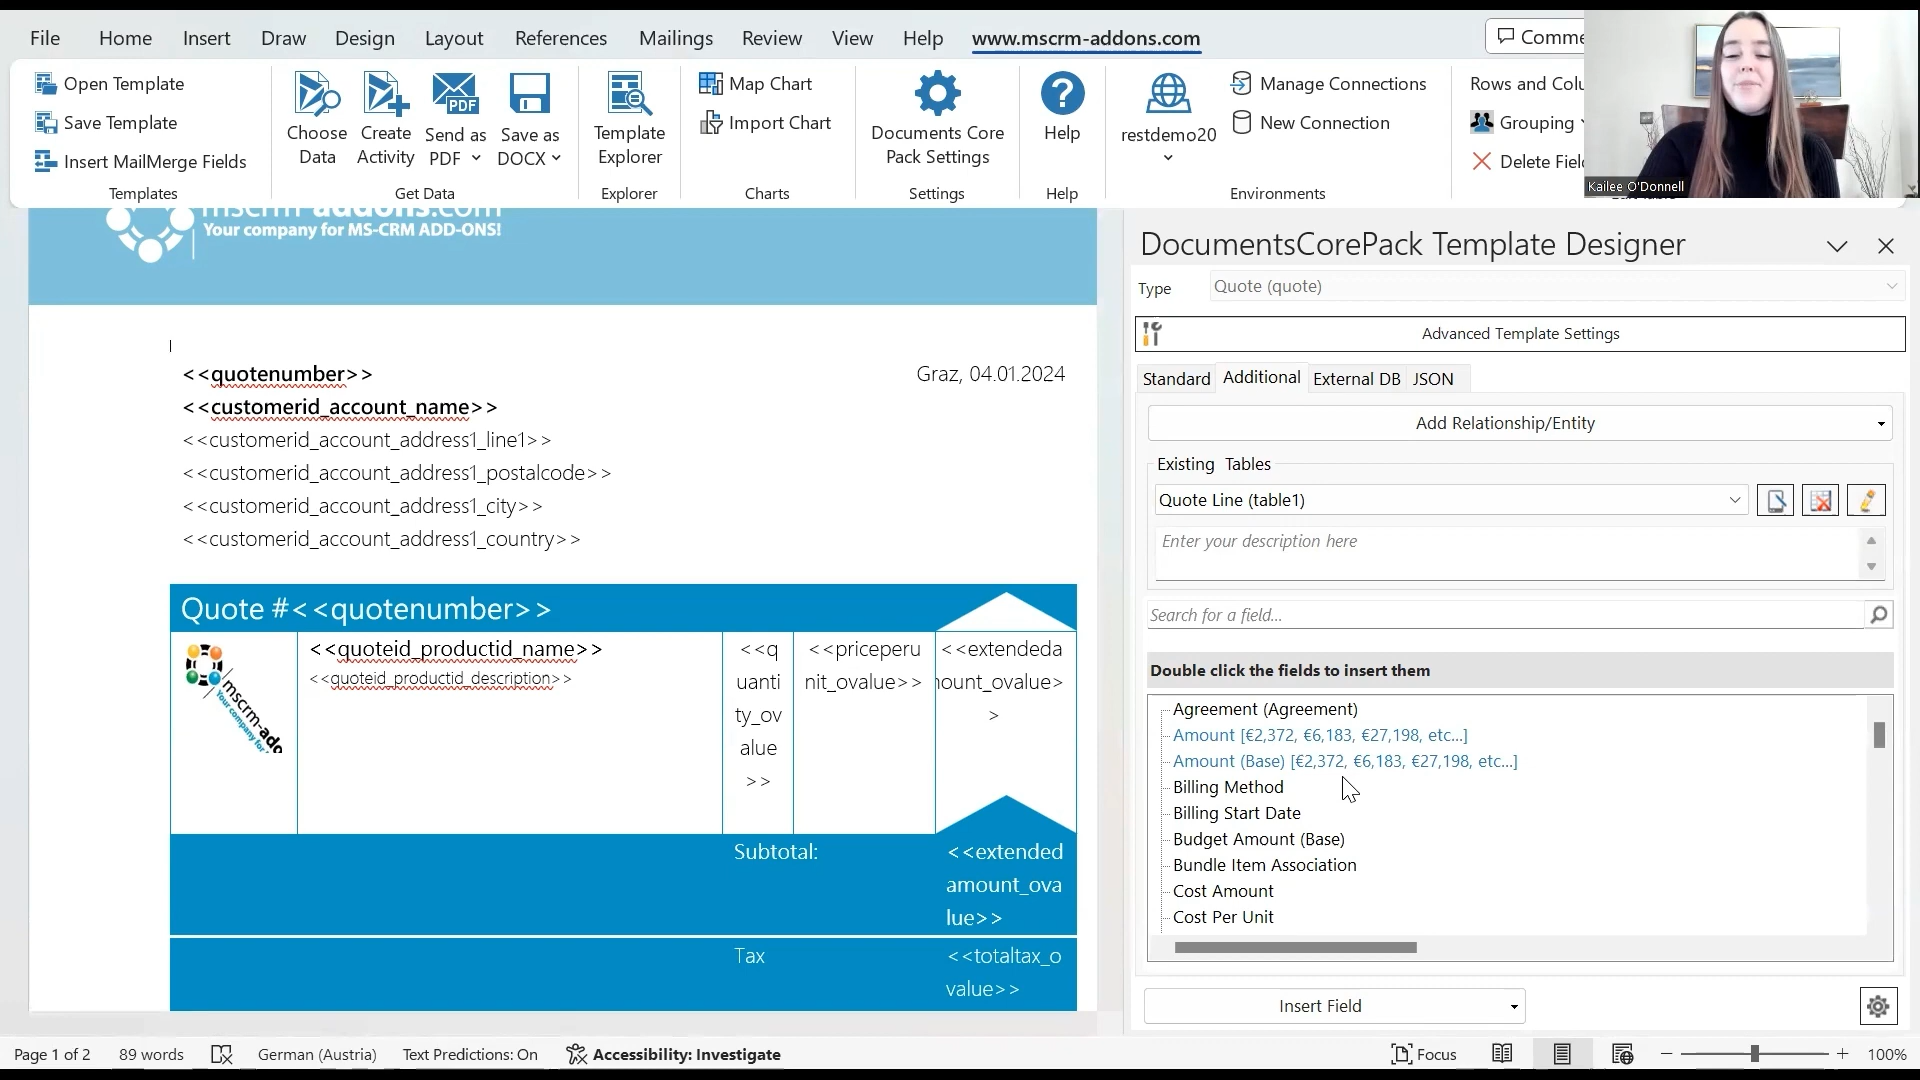 File Home Insert Draw Design Layout References Mailings Review View Help www.mscrm-addons.com Comme
Open Template
Save Template
Insert MailMerge Fields
Templates
Choose Data
Create Activity
Send as PDF
Save as DOCX
Get Data
Template Explorer
Explorer
Map Chart
Import Chart
Charts
Documents Core Pack Settings
Settings
Help
Help
restdemo20
Manage Connections
New Connection
Environments
Rows and Colu
Grouping
Delete Fiel
Kailee O'Donnell
mscrm-addons.com
Your company for MS-CRM ADD-ONS!
<<quotenumber>> Graz, 04.01.2024
<<customerid_account_name>>
<<customerid_account_address1_line1>>
<<customerid_account_address1_postalcode>>
<<customerid_account_address1_city>>
<<customerid_account_address1_country>>
Quote #<<quotenumber>>
mscrm-addo
Your company for
<<quoteid_productid_name>>
<<quoteid_productid_description>>
<<q
uanti
ty_ov
alue
>>
<<priceperu
nit_ovalue>>
<<extendeda
mount_ovalue>
>
Subtotal:
<<extended
amount_ova
lue>>
Tax
<<totaltax_o
value>>
DocumentsCorePack Template Designer
Type Quote (quote)
Advanced Template Settings
Standard Additional External DB JSON
Add Relationship/Entity
Existing Tables
Quote Line (table1)
Enter your description here
Search for a field...
Double click the fields to insert them
Agreement (Agreement)
Amount [€2,372, €6,183, €27,198, etc...]
Amount (Base) [€2,372, €6,183, €27,198, etc...]
Billing Method
Billing Start Date
Budget Amount (Base)
Bundle Item Association
Cost Amount
Cost Per Unit
Insert Field
Page 1 of 2 89 words German (Austria) Text Predictions: On Accessibility: Investigate Focus 100%